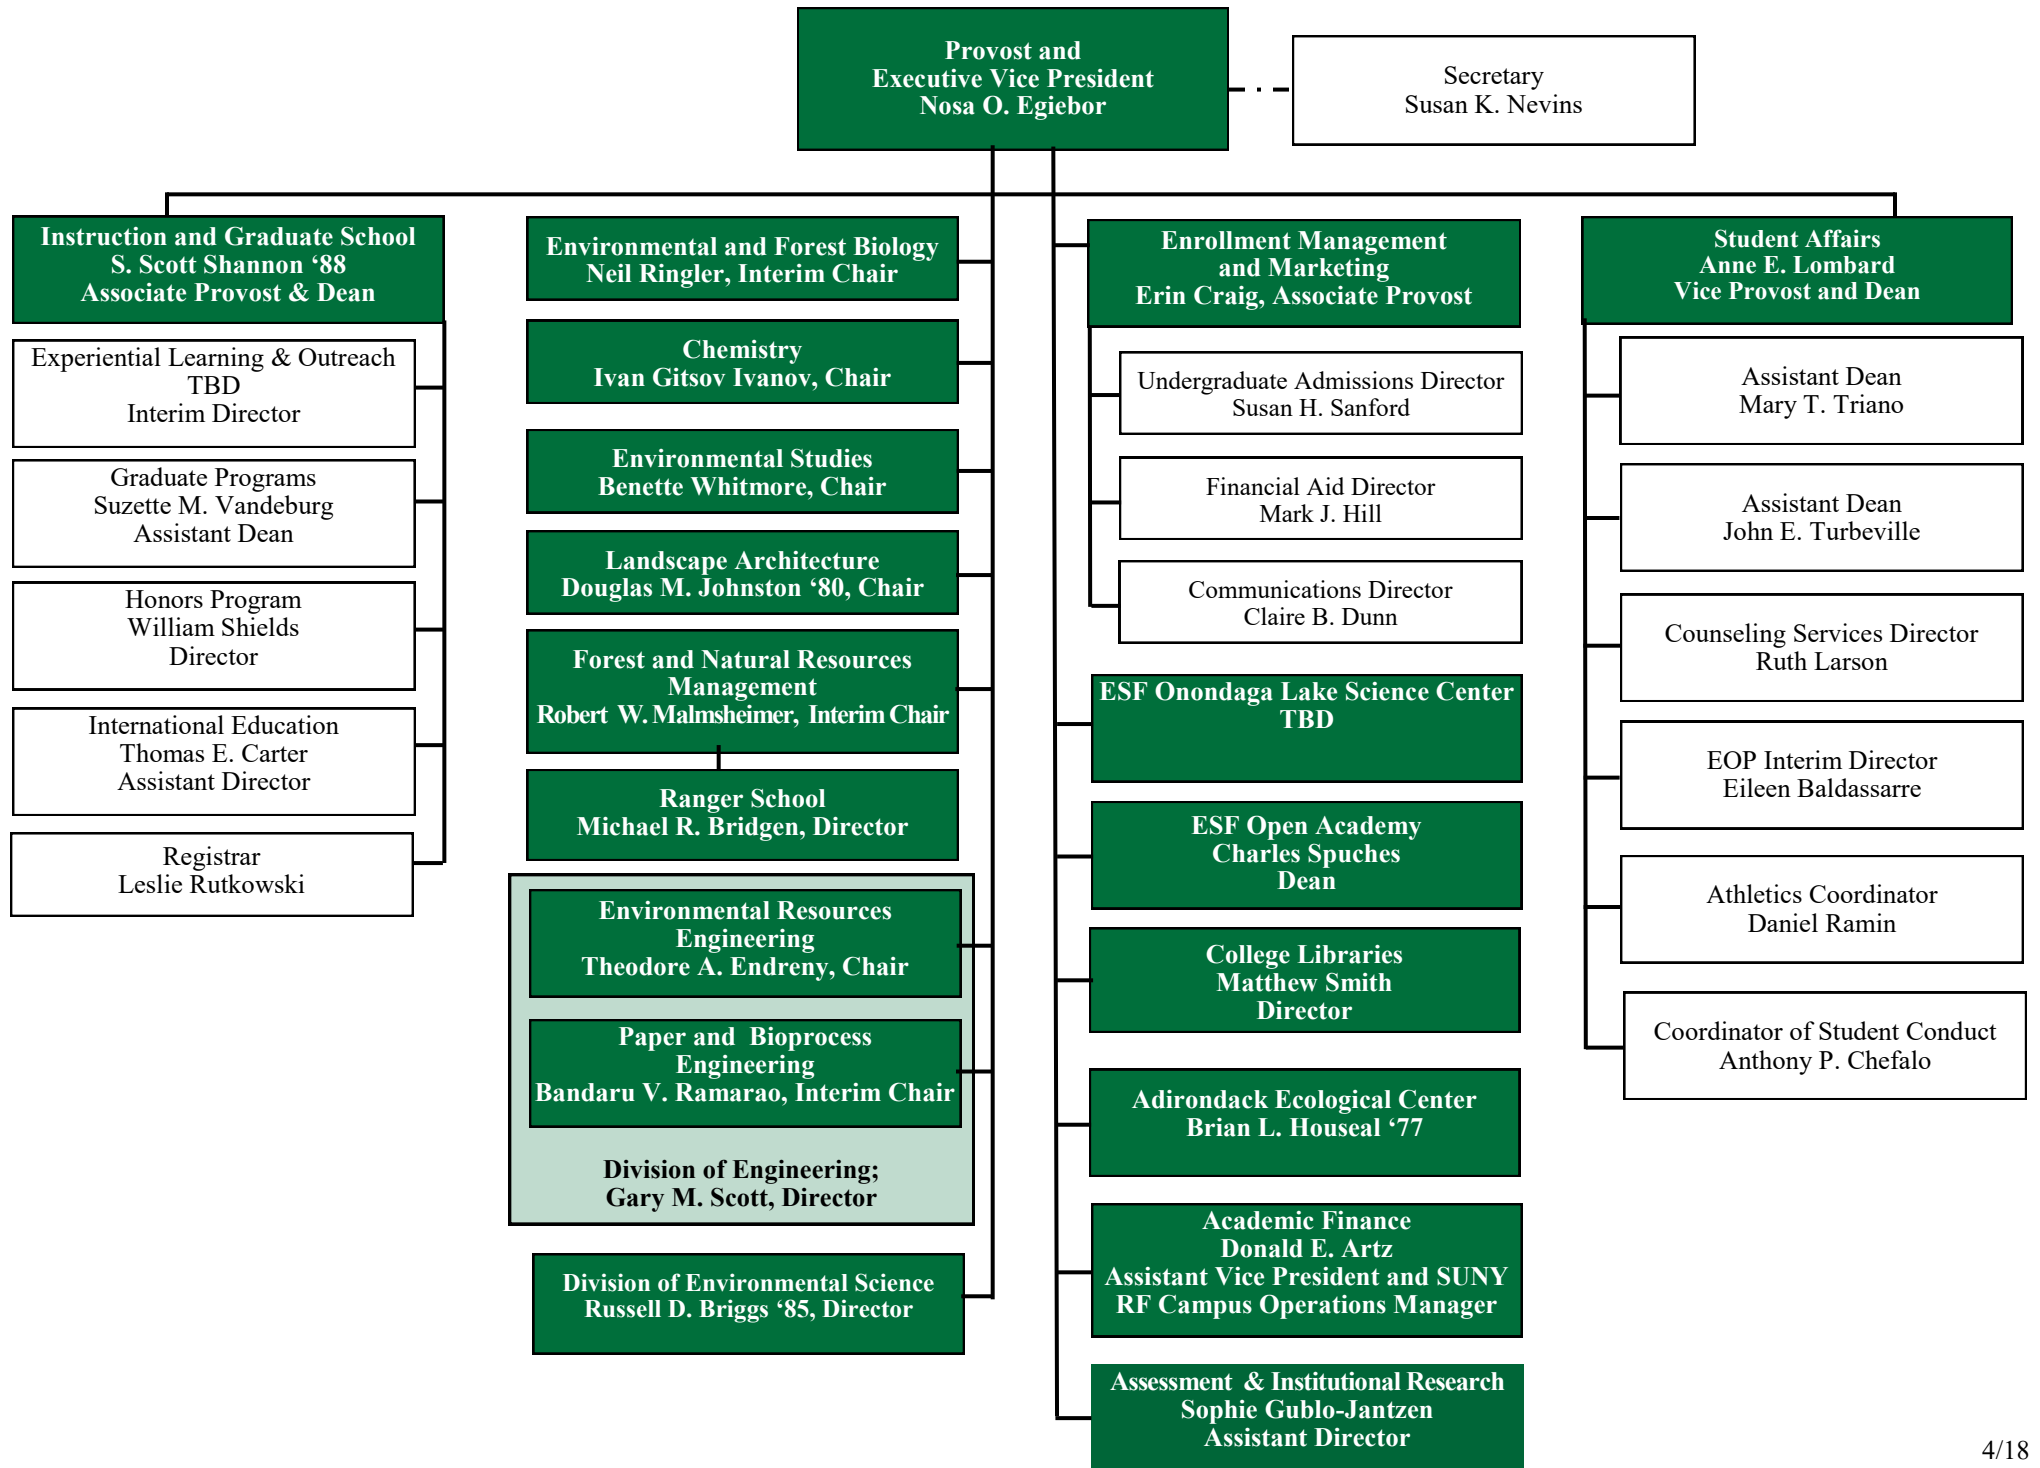 Provost and
Executive Vice President
Nosa O. Egiebor
Secretary
Susan K. Nevins
Instruction and Graduate School
S. Scott Shannon ‘88
Associate Provost & Dean
Experiential Learning & Outreach
TBD
Interim Director
Graduate Programs
Suzette M. Vandeburg
Assistant Dean
Honors Program
William Shields
Director
International Education
Thomas E. Carter
Assistant Director
Registrar
Leslie Rutkowski
Environmental and Forest Biology
Neil Ringler, Interim Chair
Chemistry
Ivan Gitsov Ivanov, Chair
Environmental Studies
Benette Whitmore, Chair
Landscape Architecture
Douglas M. Johnston ‘80, Chair
Forest and Natural Resources
Management
Robert W. Malmsheimer, Interim Chair
Ranger School
Michael R. Bridgen, Director
Environmental Resources
Engineering
Theodore A. Endreny, Chair
Paper and Bioprocess
Engineering
Bandaru V. Ramarao, Interim Chair
Division of Engineering;
Gary M. Scott, Director
Division of Environmental Science
Russell D. Briggs ‘85, Director
Enrollment Management
and Marketing
Erin Craig, Associate Provost
Undergraduate Admissions Director
Susan H. Sanford
Financial Aid Director
Mark J. Hill
Communications Director
Claire B. Dunn
ESF Onondaga Lake Science Center
TBD
ESF Open Academy
Charles Spuches
Dean
College Libraries
Matthew Smith
Director
Adirondack Ecological Center
Brian L. Houseal ‘77
Academic Finance
Donald E. Artz
Assistant Vice President and SUNY
RF Campus Operations Manager
Assessment & Institutional Research
Sophie Gublo-Jantzen
Assistant Director
Student Affairs
Anne E. Lombard
Vice Provost and Dean
Assistant Dean
Mary T. Triano
Assistant Dean
John E. Turbeville
Counseling Services Director
Ruth Larson
EOP Interim Director
Eileen Baldassarre
Athletics Coordinator
Daniel Ramin
Coordinator of Student Conduct
Anthony P. Chefalo
4/18